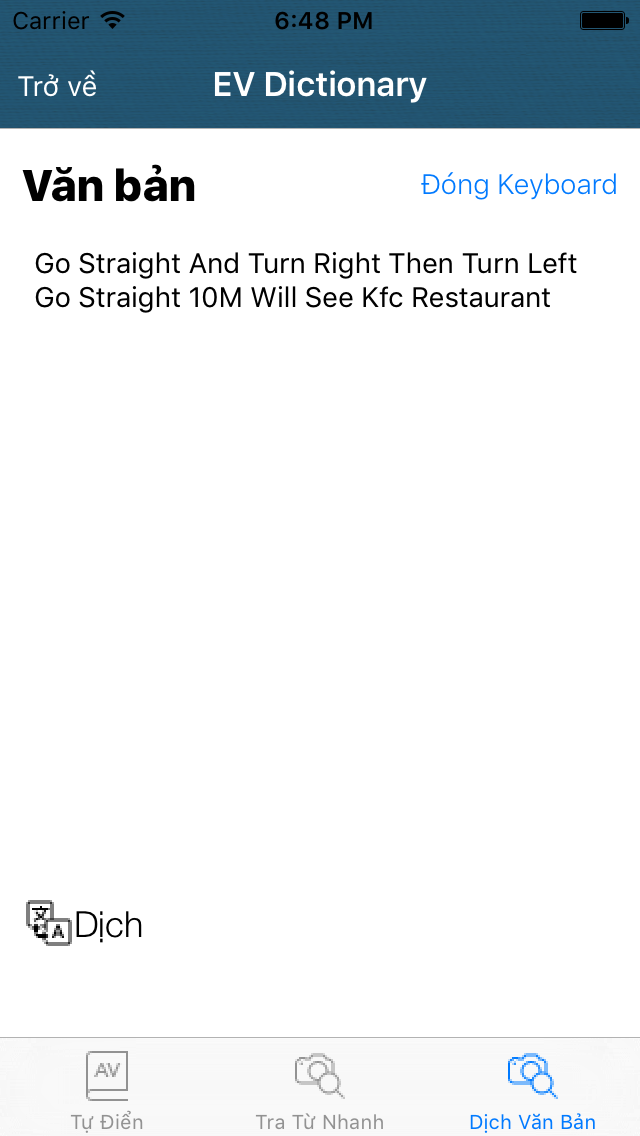 Carrier 6:48 PM
Trở về EV Dictionary
Văn bản Đóng Keyboard
Go Straight And Turn Right Then Turn Left
Go Straight 10M Will See Kfc Restaurant
文 A Dịch
AV
Tự Điển Tra Từ Nhanh Dịch Văn Bản